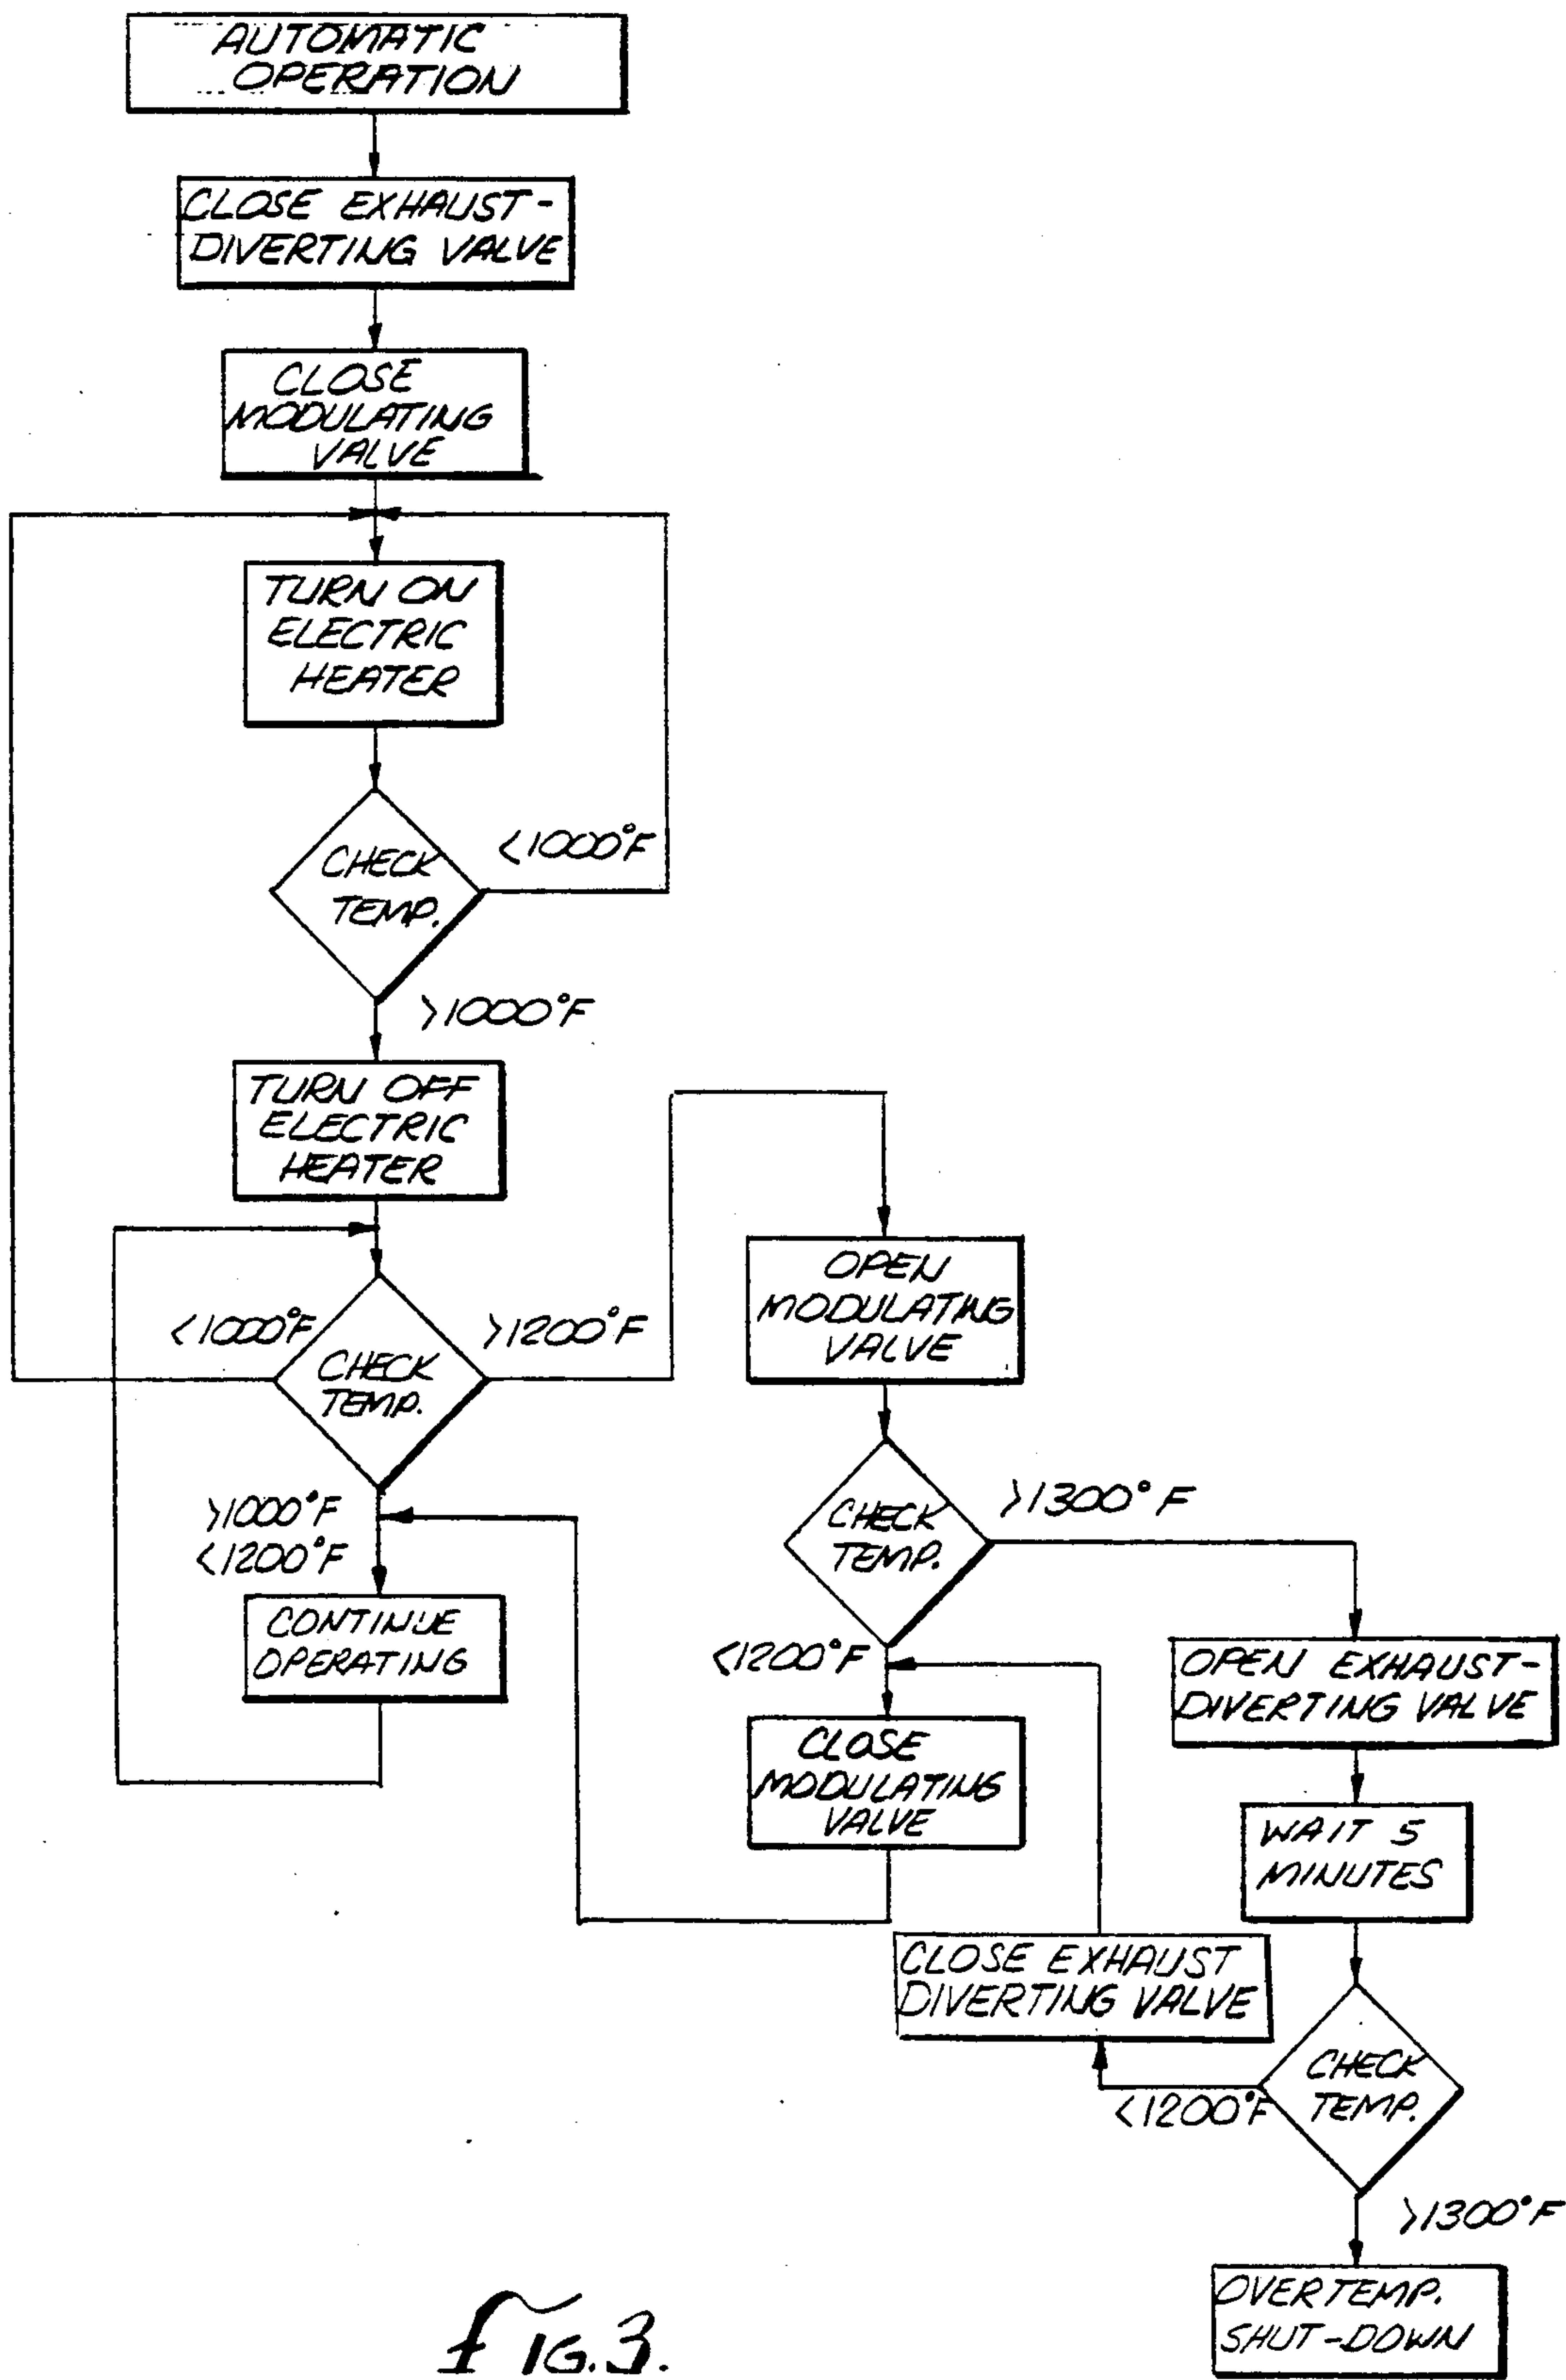 AUTOMATIC
OPERATION
CLOSE EXHAUST-
DIVERTING VALVE
CLOSE
MODULATING
VALVE
TURN ON
ELECTRIC
HEATER
CHECK
TEMP.
<1000°F
>1000°F
TURN OFF
ELECTRIC
HEATER
<1000°F
CHECK
TEMP.
>1200°F
>1000°F
<1200°F
CONTINUE
OPERATING
OPEN
MODULATING
VALVE
CHECK
TEMP.
>1300°F
<1200°F
CLOSE
MODULATING
VALVE
OPEN EXHAUST-
DIVERTING VALVE
WAIT 5
MINUTES
CLOSE EXHAUST
DIVERTING VALVE
CHECK
TEMP.
<1200°F
>1300°F
OVERTEMP.
SHUT-DOWN
FIG.3.